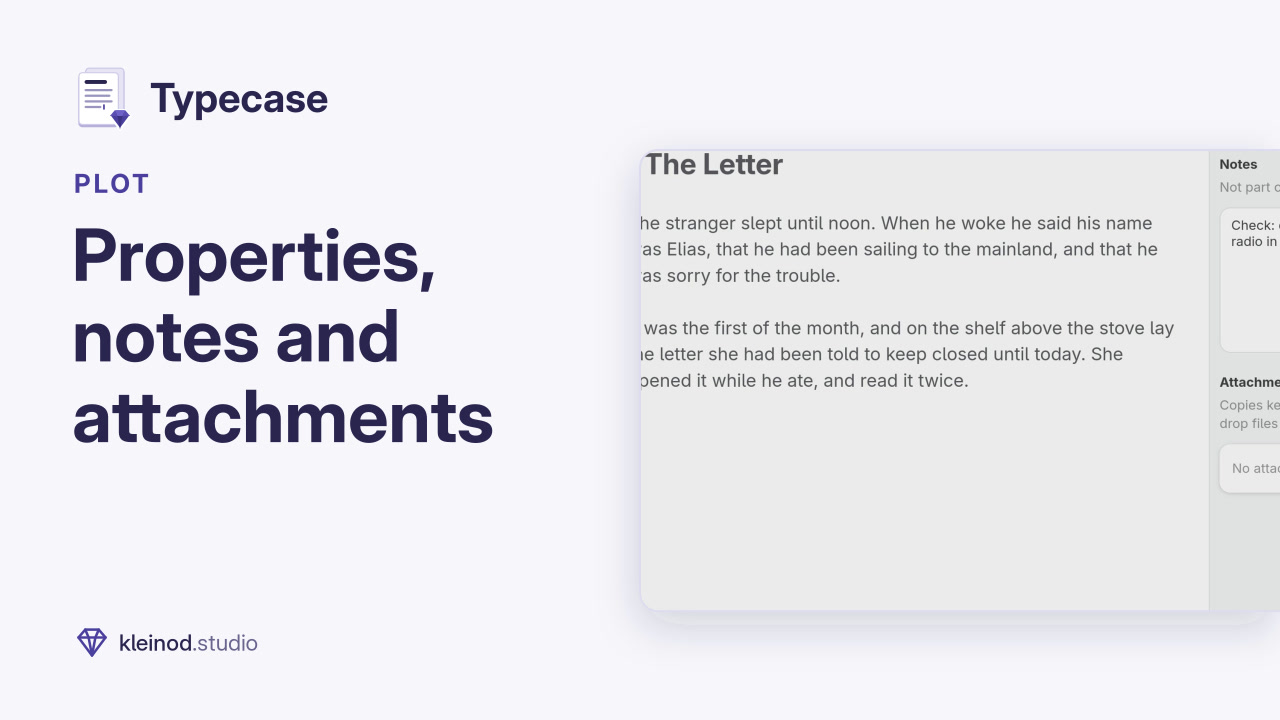 Typecase
PLOT
Properties,
notes and
attachments
The Letter
he stranger slept until noon. When he woke he said his name
as Elias, that he had been sailing to the mainland, and that he
as sorry for the trouble.
was the first of the month, and on the shelf above the stove lay
letter she had been told to keep closed until today. She
pened it while he ate, and read it twice.
Notes
Not part
Check:
radio in
Attachme
Copies ke
drop files
No attac
kleinod.studio